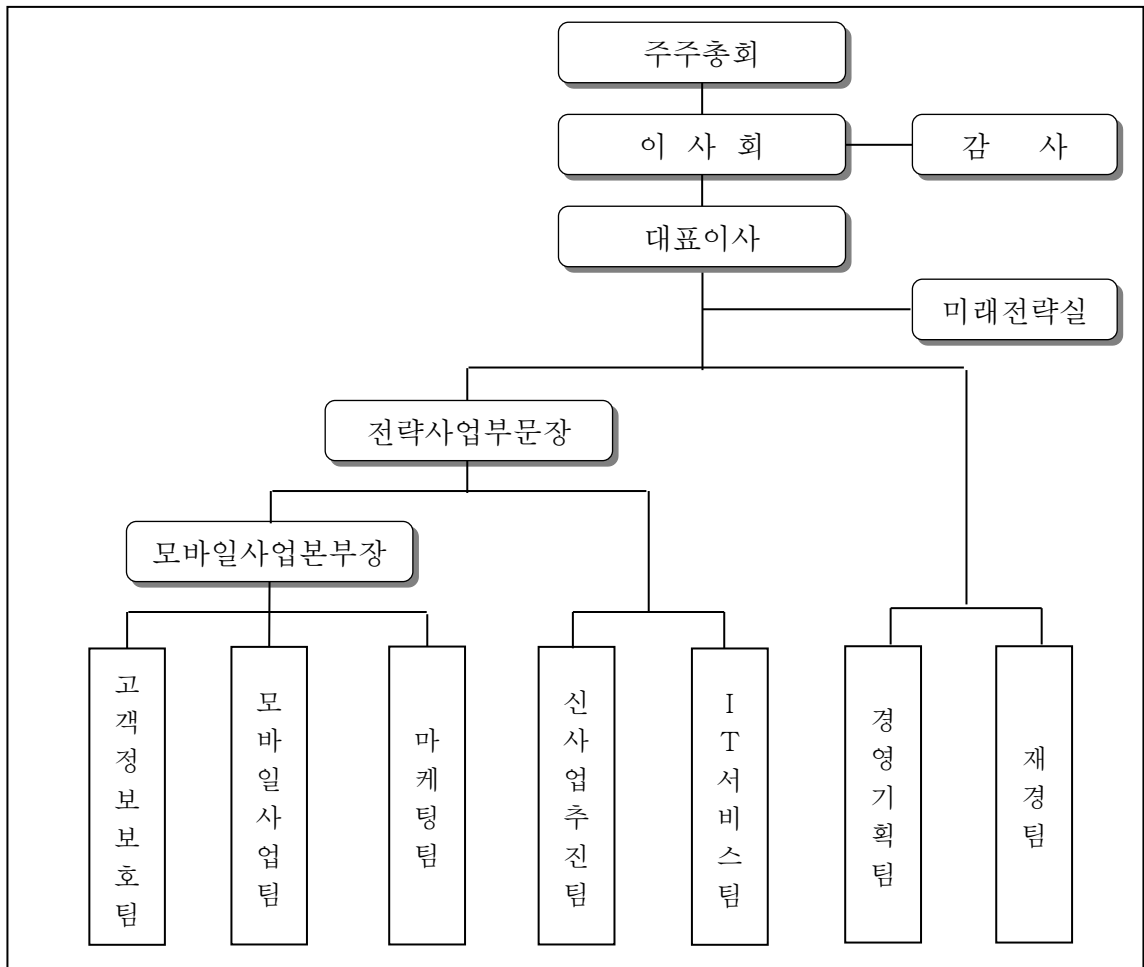 주주총회
이 사 회
감 사
대표이사
미래전략실
전략사업부문장
모바일사업본부장
고객정보보호팀
모바일사업팀
마케팅팀
신사업추진팀
IT서비스팀
경영기획팀
재경팀